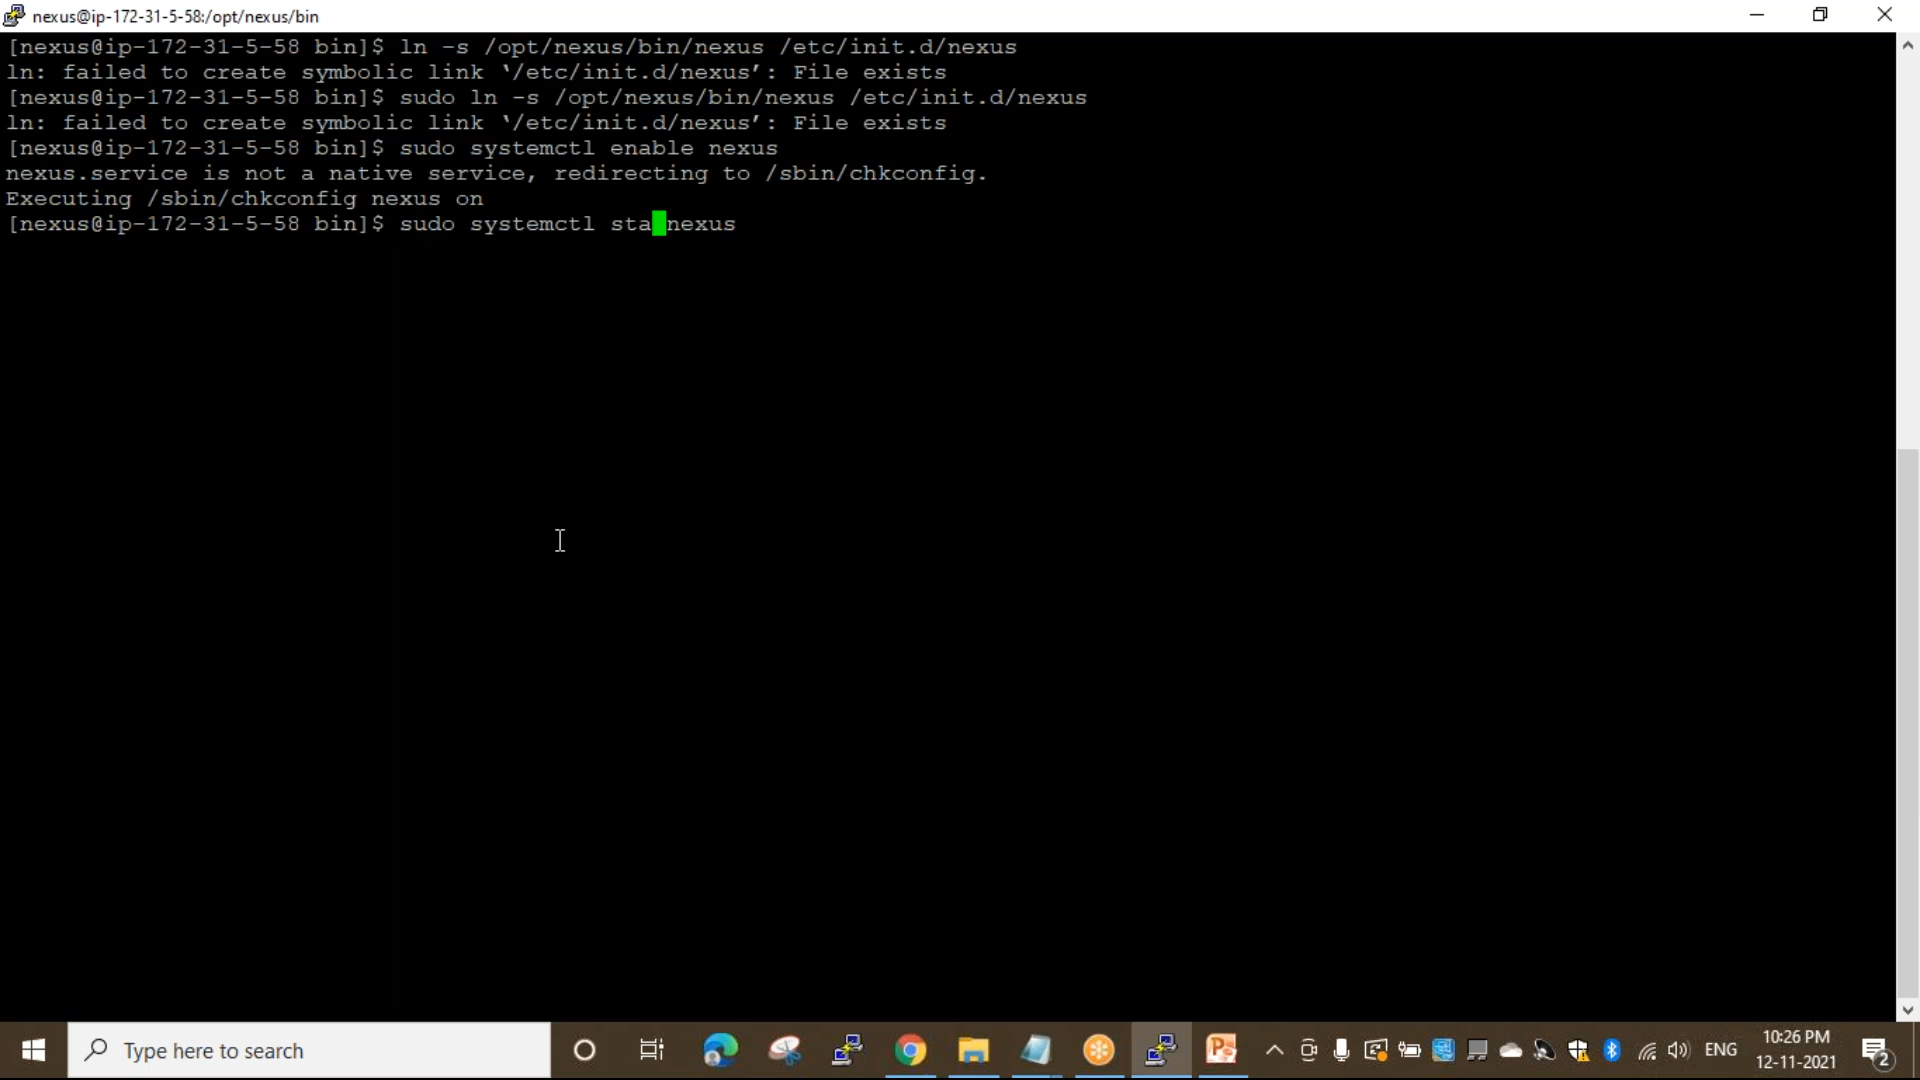 nexus@ip-172-31-5-58:/opt/nexus/bin
[nexus@ip-172-31-5-58 bin]$ ln -s /opt/nexus/bin/nexus /etc/init.d/nexus
ln: failed to create symbolic link ‘/etc/init.d/nexus’: File exists
[nexus@ip-172-31-5-58 bin]$ sudo ln -s /opt/nexus/bin/nexus /etc/init.d/nexus
ln: failed to create symbolic link ‘/etc/init.d/nexus’: File exists
[nexus@ip-172-31-5-58 bin]$ sudo systemctl enable nexus
nexus.service is not a native service, redirecting to /sbin/chkconfig.
Executing /sbin/chkconfig nexus on
[nexus@ip-172-31-5-58 bin]$ sudo systemctl sta nexus
Type here to search
ENG
10:26 PM
12-11-2021
2